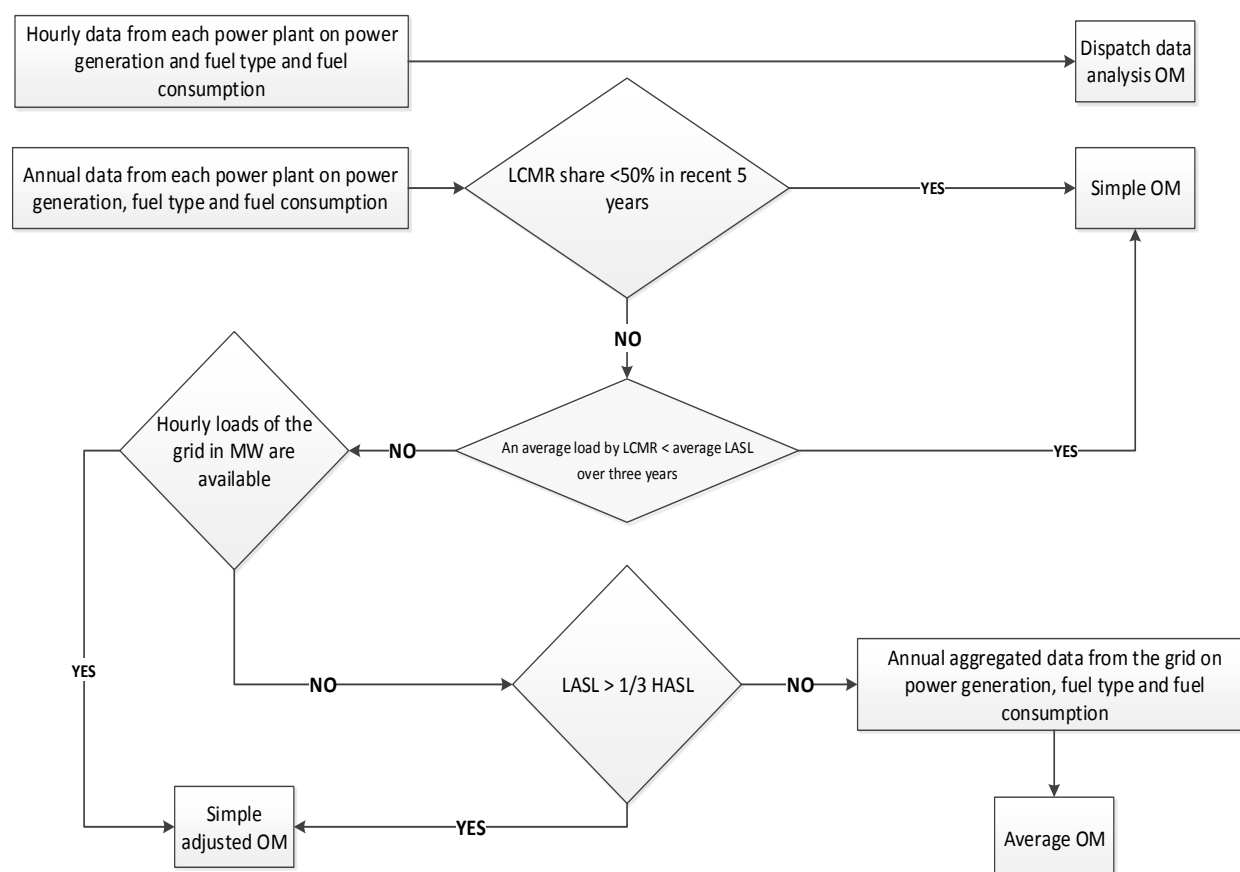 Hourly data from each power plant on power
generation and fuel type and fuel
consumption
Dispatch data
analysis OM
Annual data from each power plant on power
generation, fuel type and fuel consumption
LCMR share <50% in recent 5
years
YES
Simple OM
NO
Hourly loads of the
grid in MW are
available
NO
An average load by LCMR < average LASL
over three years
YES
YES
NO
LASL > 1/3 HASL
NO
Annual aggregated data from the grid on
power generation, fuel type and fuel
consumption
Simple
adjusted OM
YES
Average OM